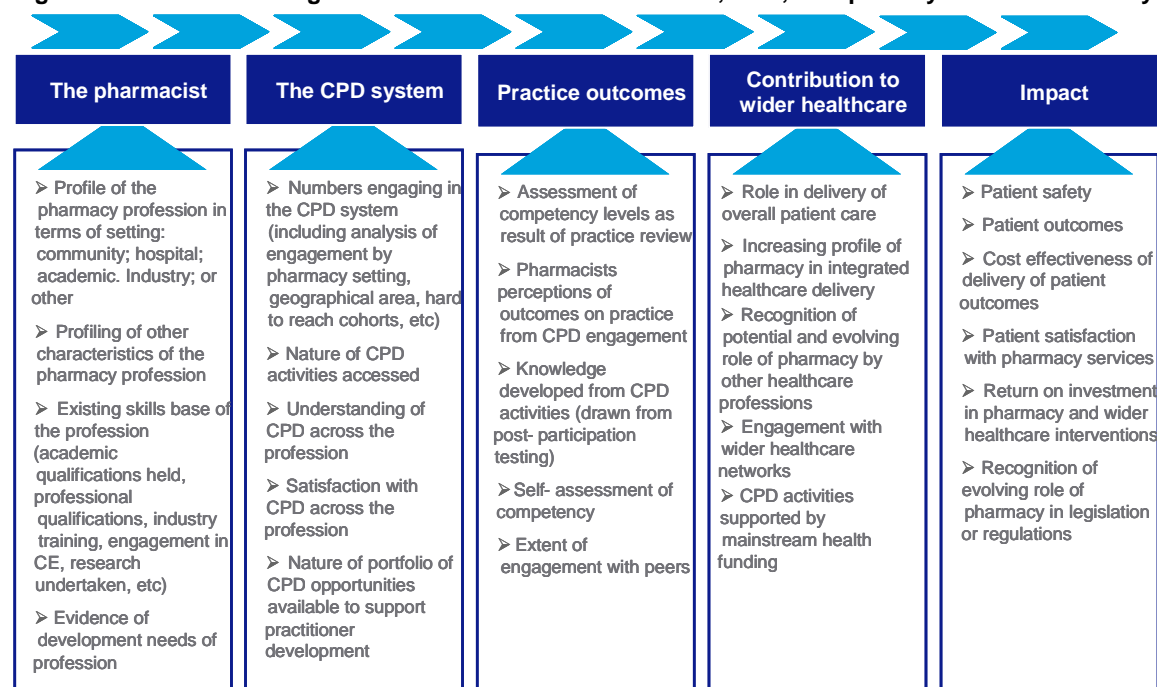 The pharmacist
The CPD system
Practice outcomes
Contribution to
wider healthcare
Impact
➢ Profile of the
pharmacy profession in
terms of setting:
community; hospital;
academic. Industry; or
other
➢ Profiling of other
characteristics of the
pharmacy profession
➢ Existing skills base of
the profession
(academic
qualifications held,
professional
qualifications, industry
training, engagement in
CE, research
undertaken, etc)
➢ Evidence of
development needs of
profession
➢ Numbers engaging in
the CPD system
(including analysis of
engagement by
pharmacy setting,
geographical area, hard
to reach cohorts, etc)
➢ Nature of CPD
activities accessed
➢ Understanding of
CPD across the
profession
➢ Satisfaction with
CPD across the
profession
➢ Nature of portfolio of
CPD opportunities
available to support
practitioner
development
➢ Assessment of
competency levels as
result of practice review
➢ Pharmacists
perceptions of
outcomes on practice
from CPD engagement
➢ Knowledge
developed from CPD
activities (drawn from
post- participation
testing)
➢ Self- assessment of
competency
➢ Extent of
engagement with peers
➢ Role in delivery of
overall patient care
➢ Increasing profile of
pharmacy in integrated
healthcare delivery
➢ Recognition of
potential and evolving
role of pharmacy by
other healthcare
professions
➢ Engagement with
wider healthcare
networks
➢ CPD activities
supported by
mainstream health
funding
➢ Patient safety
➢ Patient outcomes
➢ Cost effectiveness of
delivery of patient
outcomes
➢ Patient satisfaction
with pharmacy services
➢ Return on investment
in pharmacy and wider
healthcare interventions
➢ Recognition of
evolving role of
pharmacy in legislation
or regulations